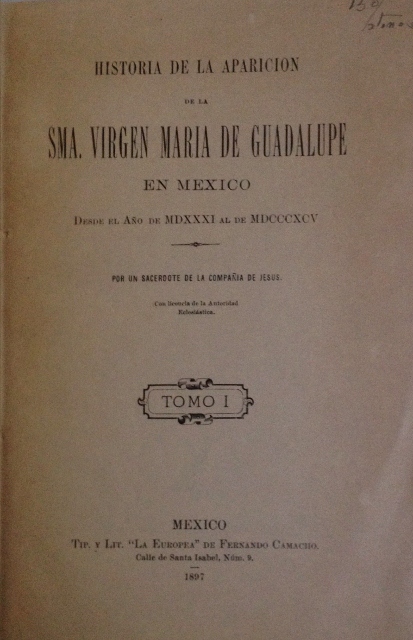 HISTORIA DE LA APARICION
DE LA
SMA. VIRGEN MARIA DE GUADALUPE
EN MEXICO
DESDE EL AÑO DE MDXXXI AL DE MDCCCXCV
POR UN SACERDOTE DE LA COMPAÑIA DE JESUS.
Con licencia de la Autoridad
Eclesiástica.
TOMO I
MEXICO
TIP. Y LIT. "LA EUROPEA" DE FERNANDO CAMACHO.
Calle de Santa Isabel, Núm. 9.
1897